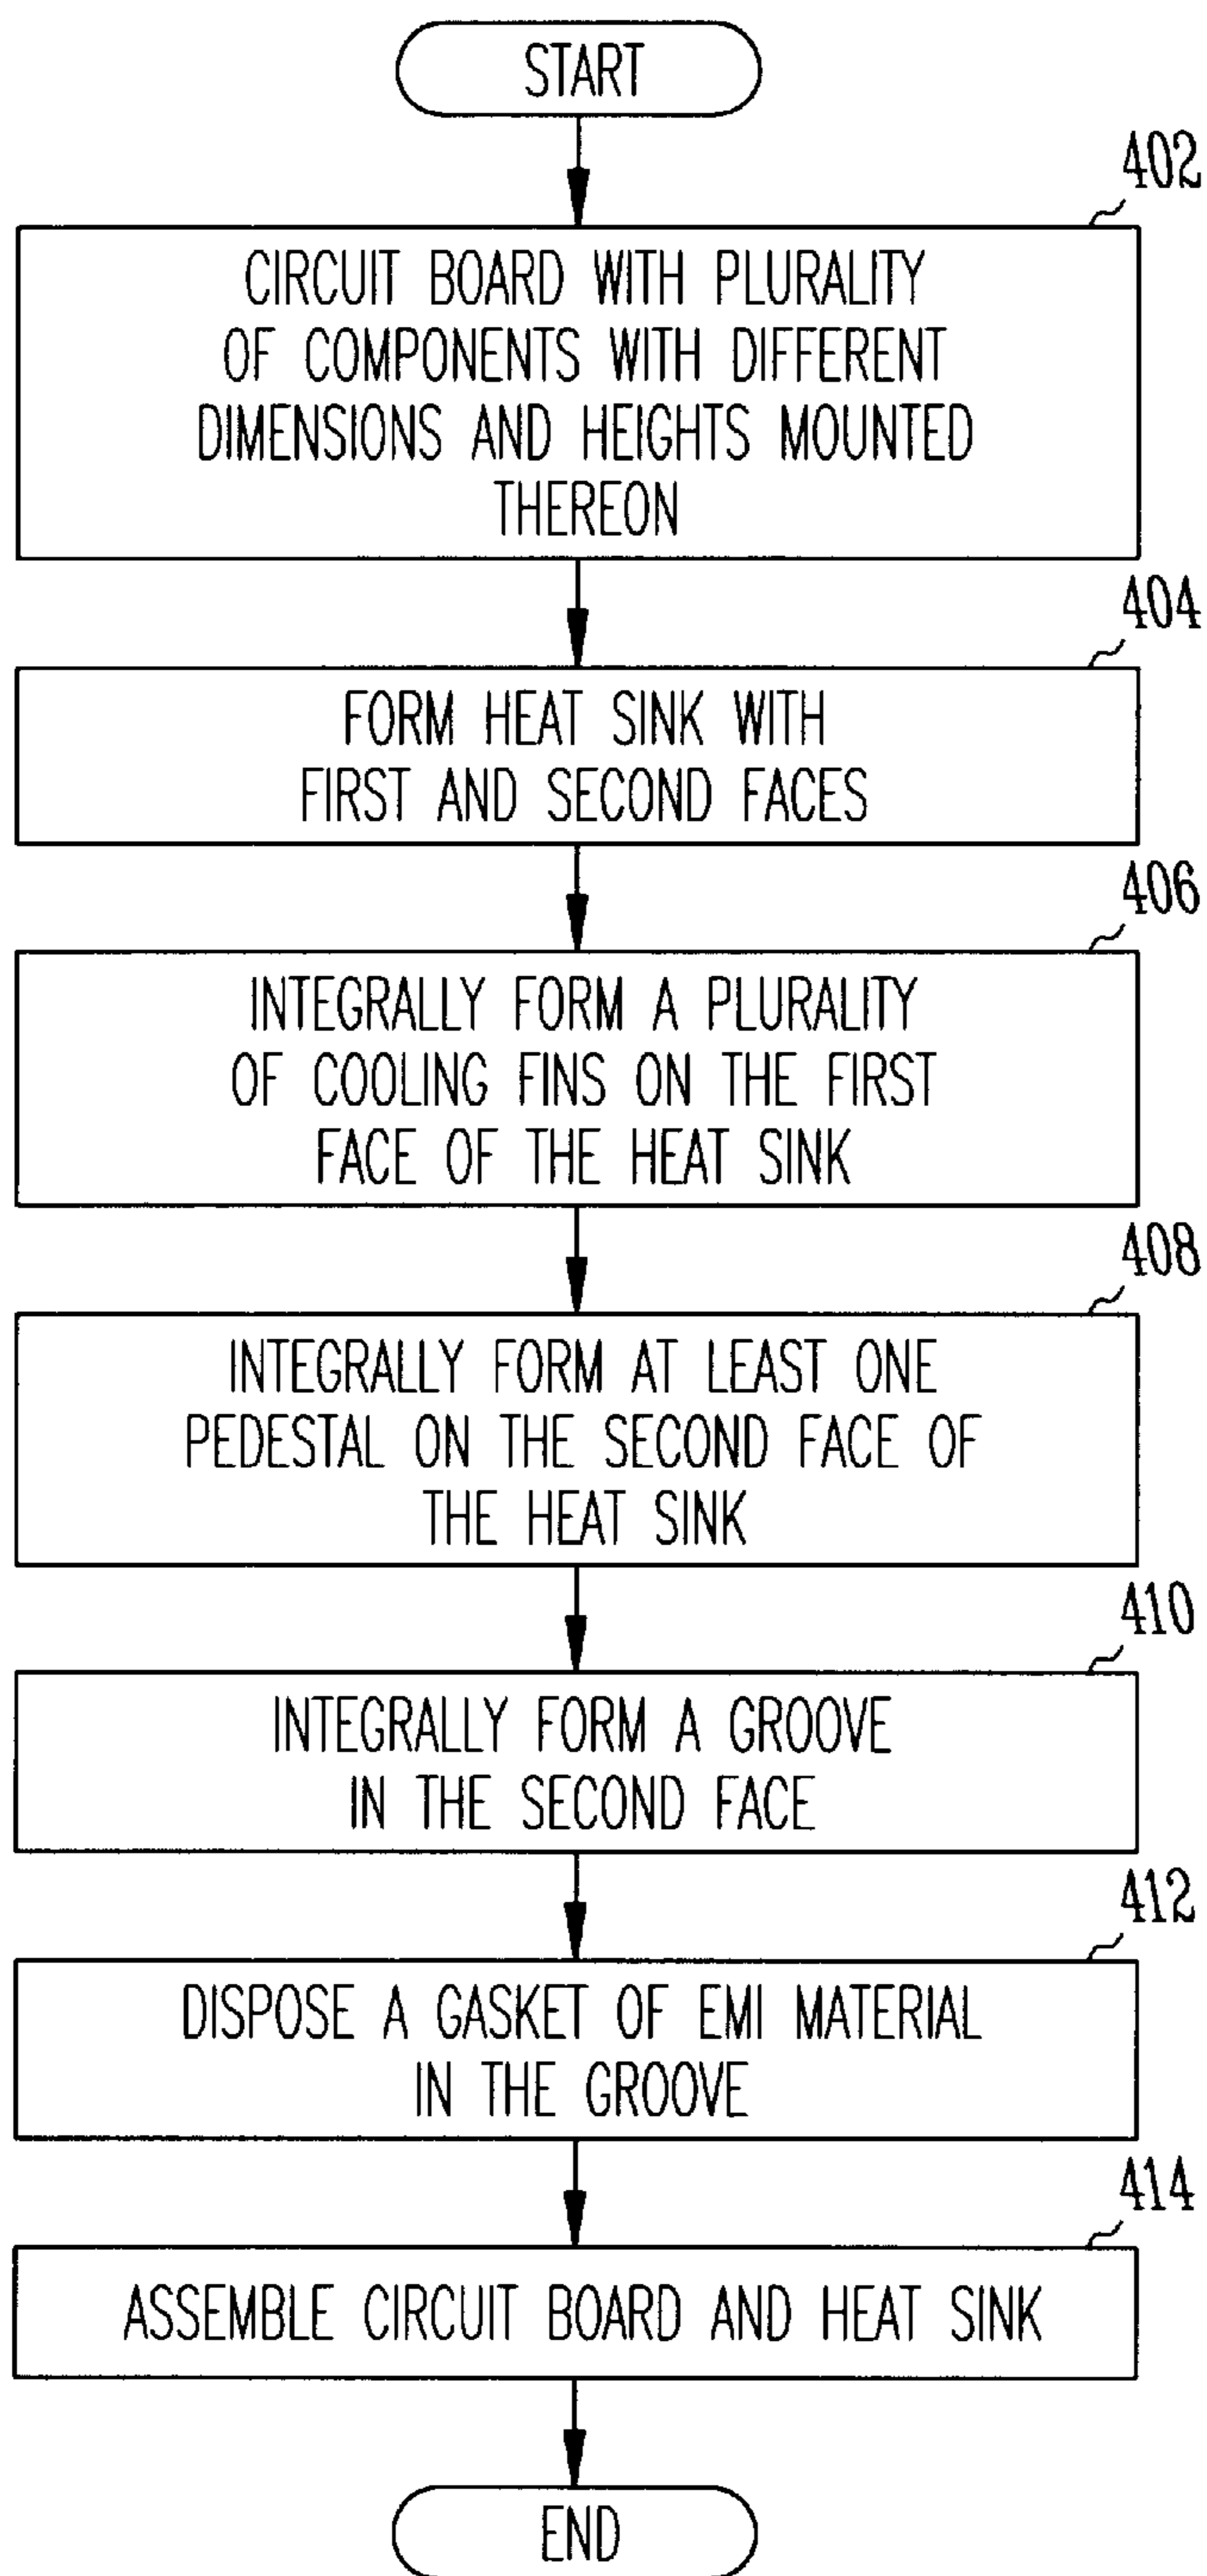 START
402
CIRCUIT BOARD WITH PLURALITY
OF COMPONENTS WITH DIFFERENT
DIMENSIONS AND HEIGHTS MOUNTED
THEREON
404
FORM HEAT SINK WITH
FIRST AND SECOND FACES
406
INTEGRALLY FORM A PLURALITY
OF COOLING FINS ON THE FIRST
FACE OF THE HEAT SINK
408
INTEGRALLY FORM AT LEAST ONE
PEDESTAL ON THE SECOND FACE OF
THE HEAT SINK
410
INTEGRALLY FORM A GROOVE
IN THE SECOND FACE
412
DISPOSE A GASKET OF EMI MATERIAL
IN THE GROOVE
414
ASSEMBLE CIRCUIT BOARD AND HEAT SINK
END